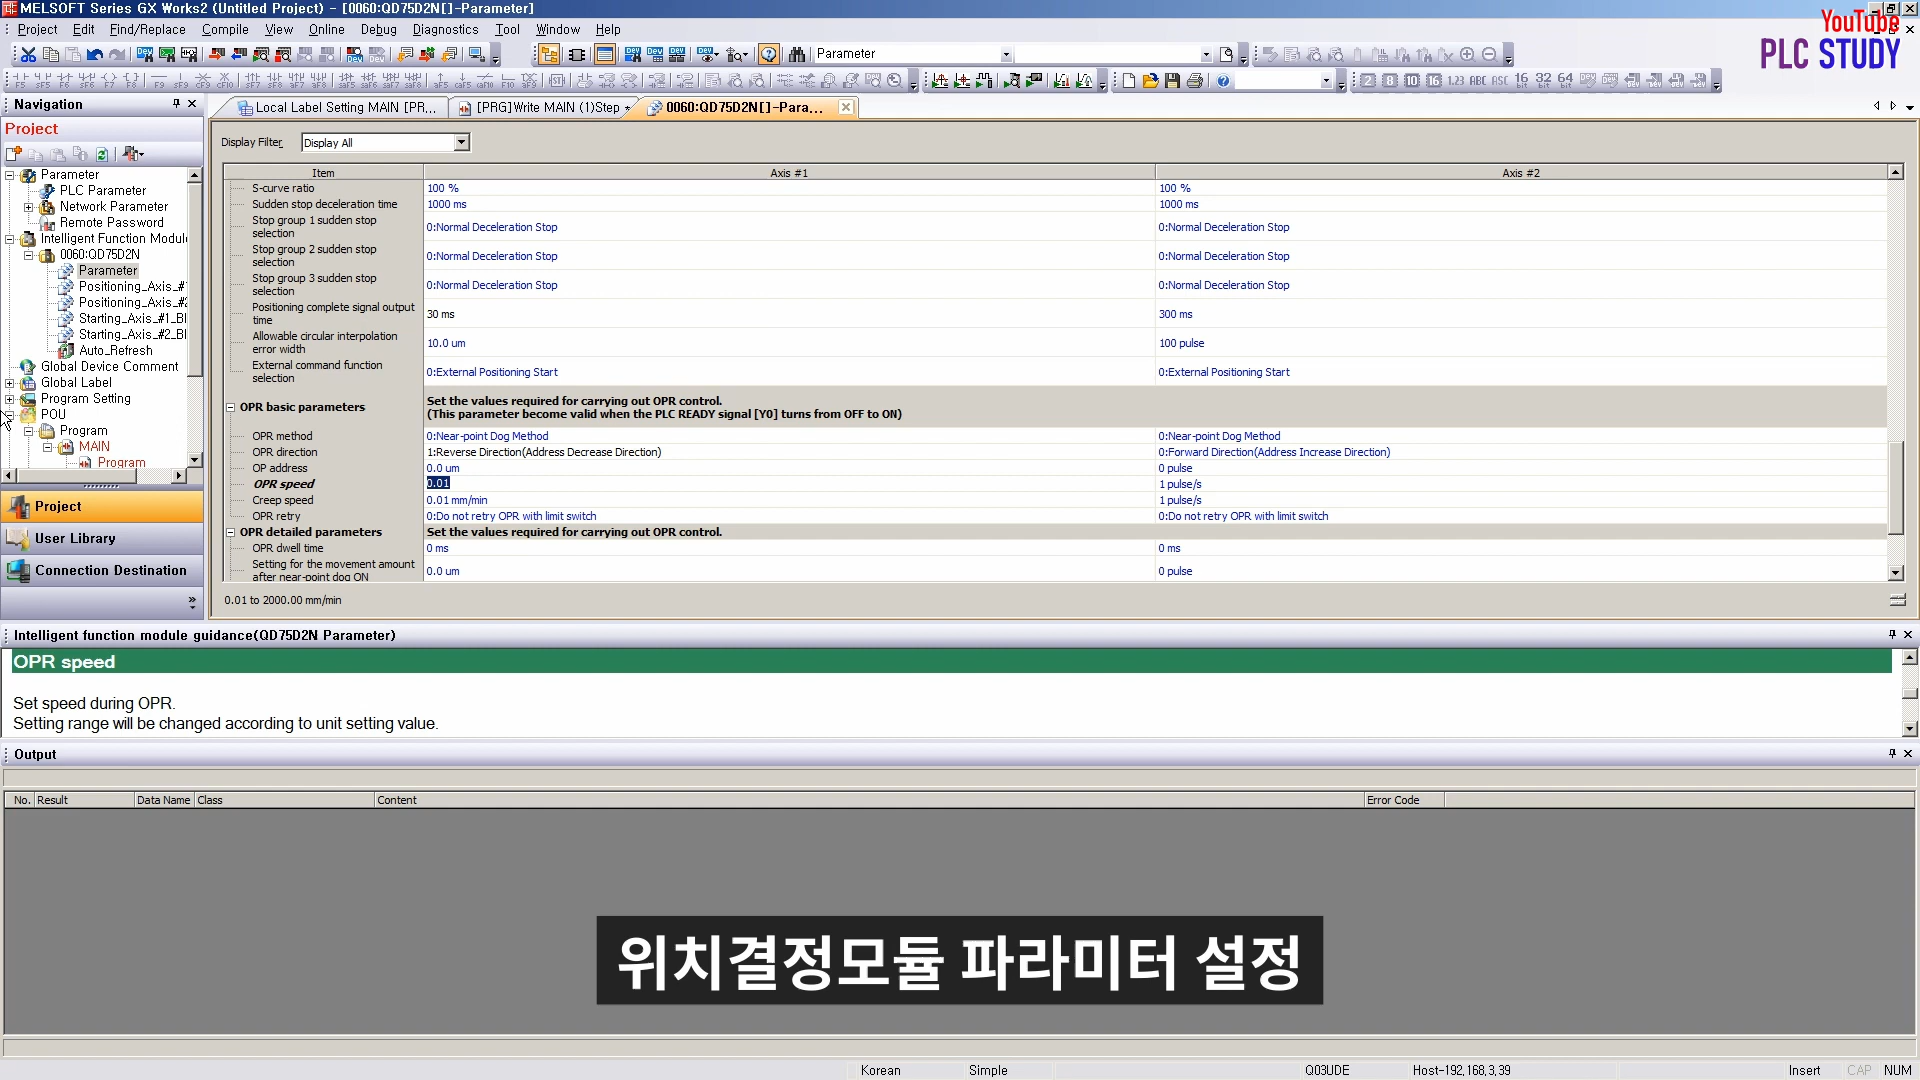 MELSOFT Series GX Works2 (Untitled Project) - [0060:QD75D2N[]-Parameter]
Project Edit Find/Replace Compile View Online Debug Diagnostics Tool Window Help
YouTube
PLC STUDY
Parameter
Navigation
Local Label Setting MAIN [PR...
[PRG]Write MAIN (1)Step
0060:QD75D2N[]-Para...
Project
Parameter
PLC Parameter
Network Parameter
Remote Password
Intelligent Function Module
0060:QD75D2N
Parameter
Positioning_Axis_#1
Positioning_Axis_#2
Starting_Axis_#1_Bl
Starting_Axis_#2_Bl
Auto_Refresh
Global Device Comment
Global Label
Program Setting
POU
Program
MAIN
Program
Project
User Library
Connection Destination
Display Filter Display All
Item Axis #1 Axis #2
S-curve ratio 100 % 100 %
Sudden stop deceleration time 1000 ms 1000 ms
Stop group 1 sudden stop selection 0:Normal Deceleration Stop 0:Normal Deceleration Stop
Stop group 2 sudden stop selection 0:Normal Deceleration Stop 0:Normal Deceleration Stop
Stop group 3 sudden stop selection 0:Normal Deceleration Stop 0:Normal Deceleration Stop
Positioning complete signal output time 30 ms 300 ms
Allowable circular interpolation error width 10.0 um 100 pulse
External command function selection 0:External Positioning Start 0:External Positioning Start
OPR basic parameters Set the values required for carrying out OPR control.
(This parameter become valid when the PLC READY signal [Y0] turns from OFF to ON)
OPR method 0:Near-point Dog Method 0:Near-point Dog Method
OPR direction 1:Reverse Direction(Address Decrease Direction) 0:Forward Direction(Address Increase Direction)
OP address 0.0 um 0 pulse
OPR speed 0.01 1 pulse/s
Creep speed 0.01 mm/min 1 pulse/s
OPR retry 0:Do not retry OPR with limit switch 0:Do not retry OPR with limit switch
OPR detailed parameters Set the values required for carrying out OPR control.
OPR dwell time 0 ms 0 ms
Setting for the movement amount after near-point dog ON 0.0 um 0 pulse
0.01 to 2000.00 mm/min
Intelligent function module guidance(QD75D2N Parameter)
OPR speed
Set speed during OPR.
Setting range will be changed according to unit setting value.
Output
No. Result Data Name Class Content Error Code
위치결정모듈 파라미터 설정
Korean Simple Q03UDE Host-192.168.3.39 Insert CAP NUM